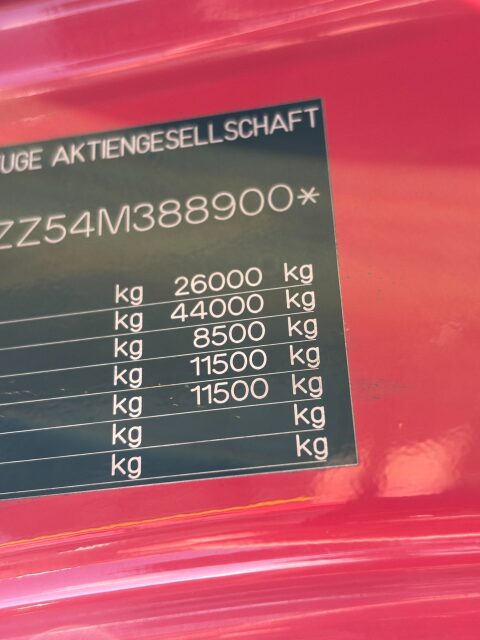 UGE AKTIENGESELLSCHAFT
ZZ54M388900*
kg 26000 kg
kg 44000 kg
kg 8500 kg
kg 11500 kg
kg 11500 kg
kg kg
kg kg